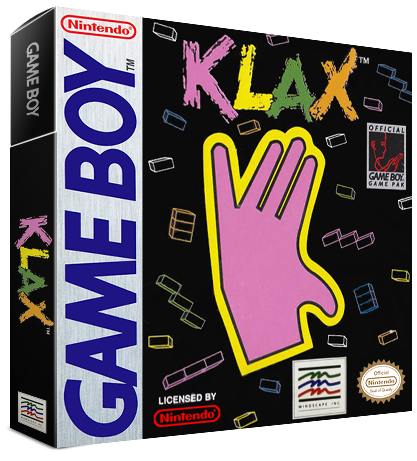 GAME BOY
KLAX™
Nintendo
GAME BOY™
KLAX™
OFFICIAL
GAME BOY
GAME PAK
LICENSED BY
Nintendo
MINDSCAPE INC.
Official
Nintendo
Seal of Quality